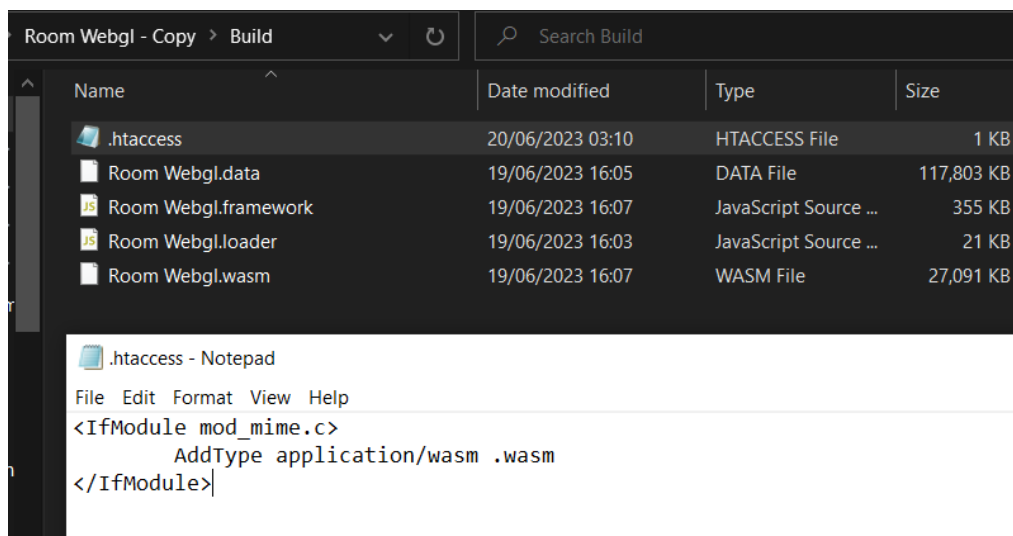 Room Webgl - Copy > Build Search Build
Name Date modified Type Size
.htaccess 20/06/2023 03:10 HTACCESS File 1 KB
Room Webgl.data 19/06/2023 16:05 DATA File 117,803 KB
JS Room Webgl.framework 19/06/2023 16:07 JavaScript Source ... 355 KB
JS Room Webgl.loader 19/06/2023 16:03 JavaScript Source ... 21 KB
Room Webgl.wasm 19/06/2023 16:07 WASM File 27,091 KB
.htaccess - Notepad
File Edit Format View Help
<IfModule mod_mime.c>
AddType application/wasm .wasm
</IfModule>